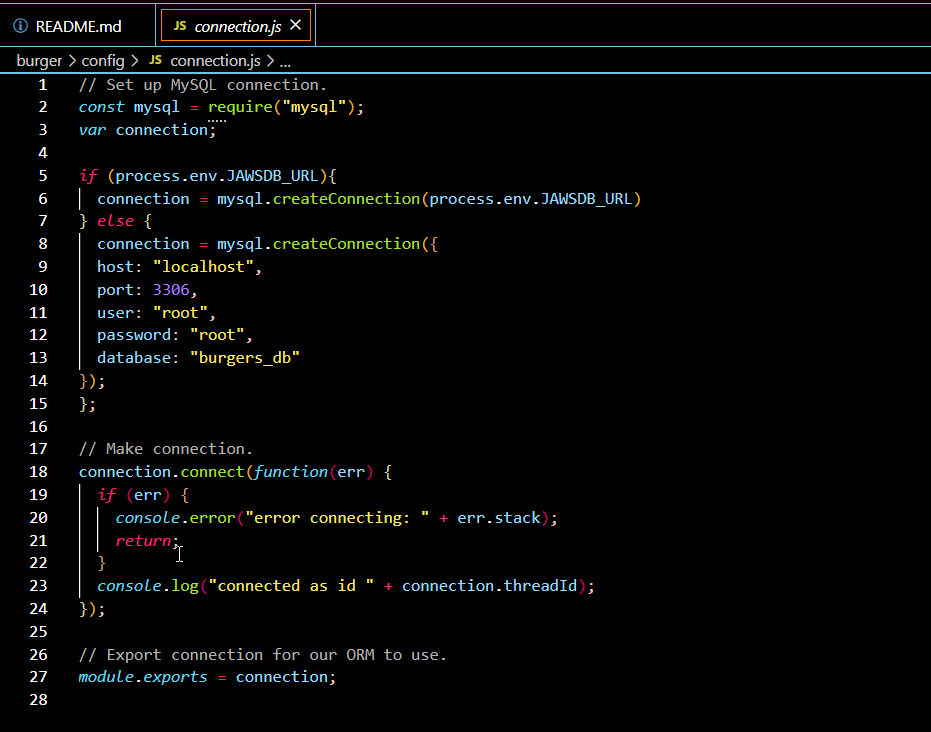 README.md JS connection.js ×
burger > config > JS connection.js > ...
1 // Set up MySQL connection.
2 const mysql = require("mysql");
3 var connection;
4
5 if (process.env.JAWSDB_URL){
6 connection = mysql.createConnection(process.env.JAWSDB_URL)
7 } else {
8 connection = mysql.createConnection({
9 host: "localhost",
10 port: 3306,
11 user: "root",
12 password: "root",
13 database: "burgers_db"
14 });
15 };
16
17 // Make connection.
18 connection.connect(function(err) {
19 if (err) {
20 console.error("error connecting: " + err.stack);
21 return;
22 }
23 console.log("connected as id " + connection.threadId);
24 });
25
26 // Export connection for our ORM to use.
27 module.exports = connection;
28